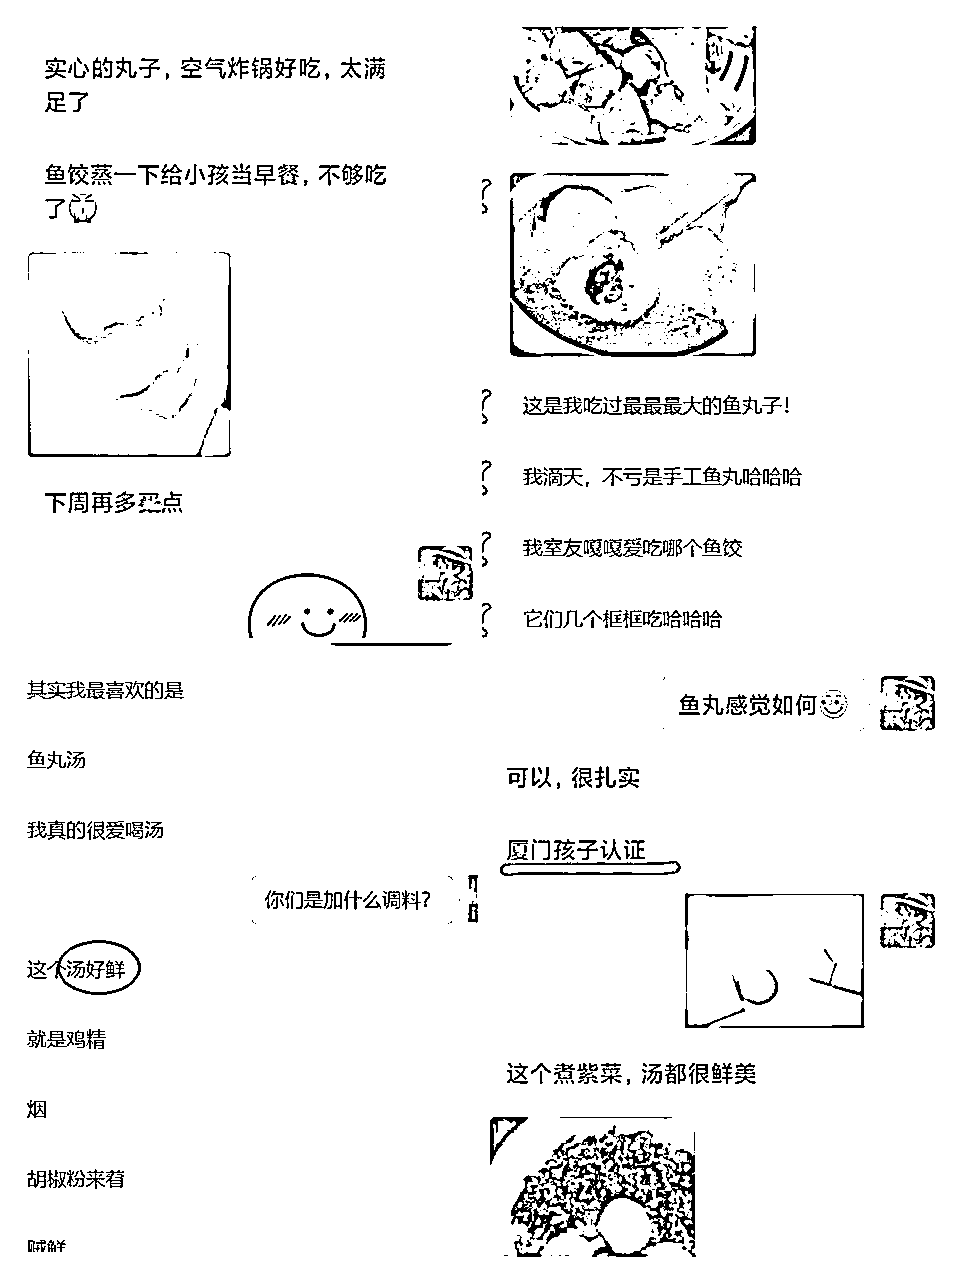 实心的丸子，空气炸锅好吃，太满
足了
鱼饺蒸一下给小孩当早餐，不够吃
了
下周再多买点
这是我吃过最最最大的鱼丸子！
我滴天，不亏是手工鱼丸哈哈哈
我室友嘎嘎爱吃哪个鱼饺
它们几个框框吃哈哈哈
其实我最喜欢的是
鱼丸汤
我真的很爱喝汤
你们是加什么调料？
这个汤好鲜
就是鸡精
烟
胡椒粉来着
贼鲜
鱼丸感觉如何
可以，很扎实
厦门孩子认证
这个煮紫菜，汤都很鲜美